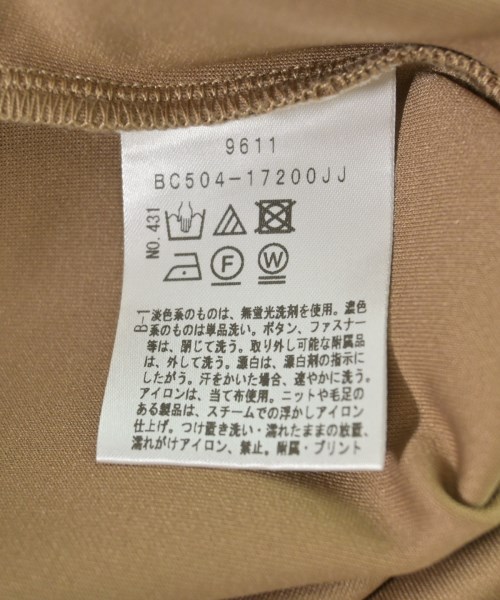 9611
BC504-17200JJ
NO.431
F
W
B-1
淡色系のものは、無蛍光洗剤を使用。濃色
系のものは単品洗い。ボタン、ファスナー
等は、閉じて洗う。取り外し可能な附属品
は、外して洗う。漂白は、漂白剤の指示に
したがう。汗をかいた場合、速やかに洗う。
アイロンは、当て布使用。ニットや毛足の
ある製品は、スチームでの浮かしアイロン
仕上げ。つけ置き洗い・濡れたままの放置、
濡れがけアイロン、禁止。附属・プリント